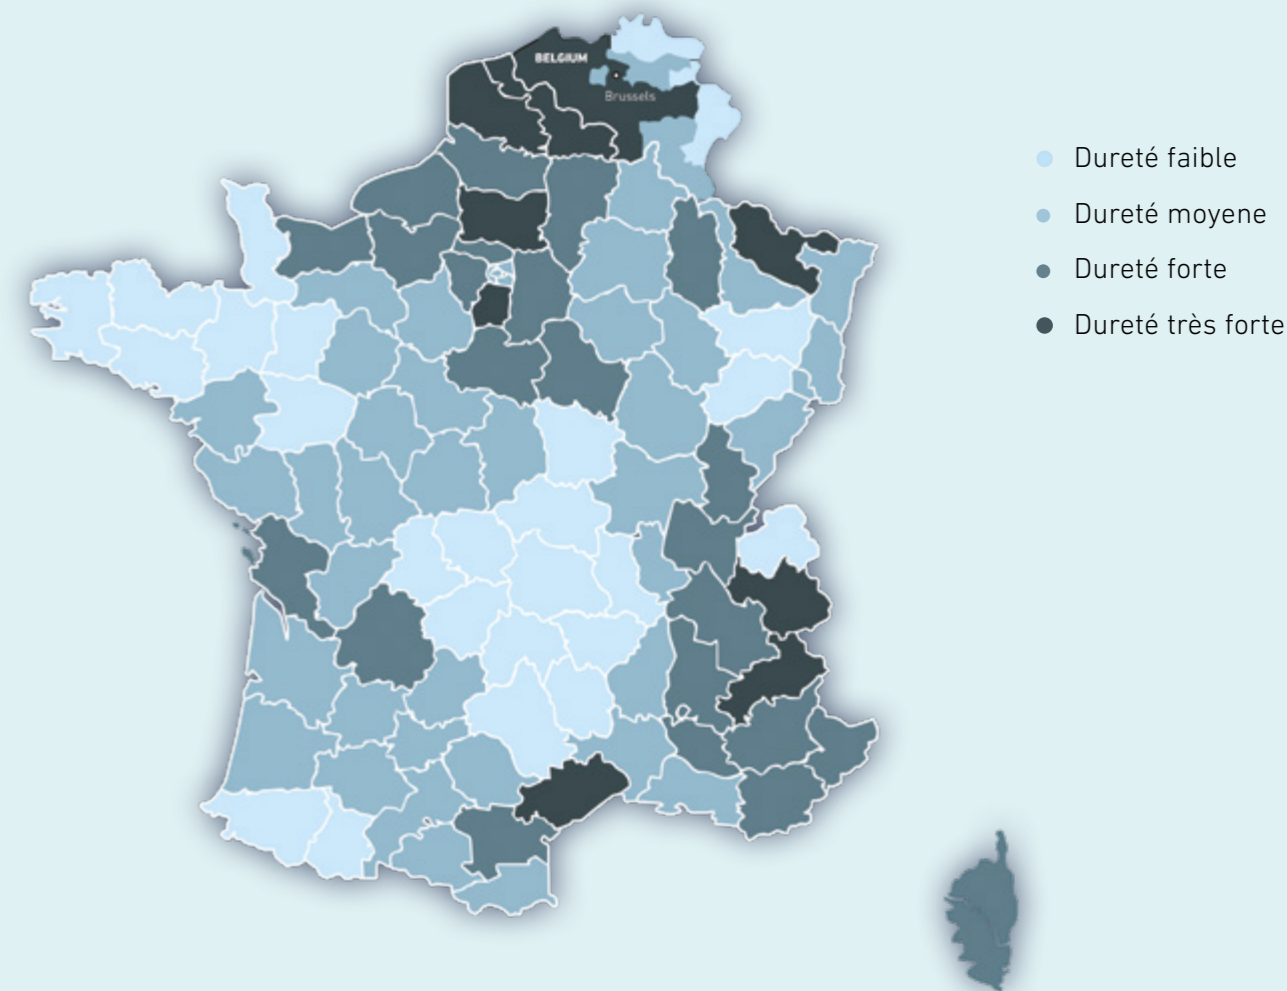 BELGIUM
Brussels
Dureté faible
Dureté moyene
Dureté forte
Dureté très forte